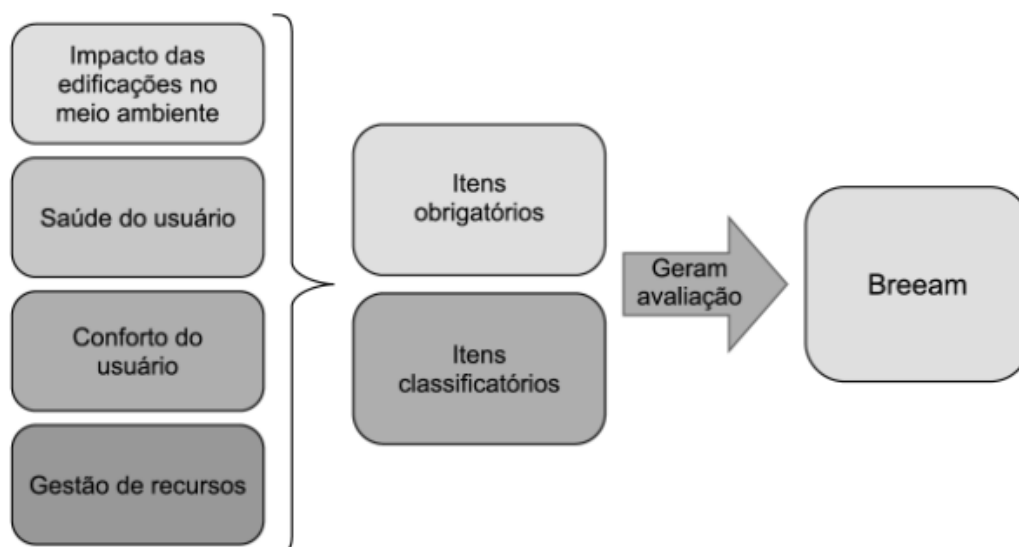 Impacto das
edificações no
meio ambiente
Saúde do usuário
Conforto do
usuário
Gestão de recursos
Itens
obrigatórios
Itens
classificatórios
Geram
avaliação
Breeam